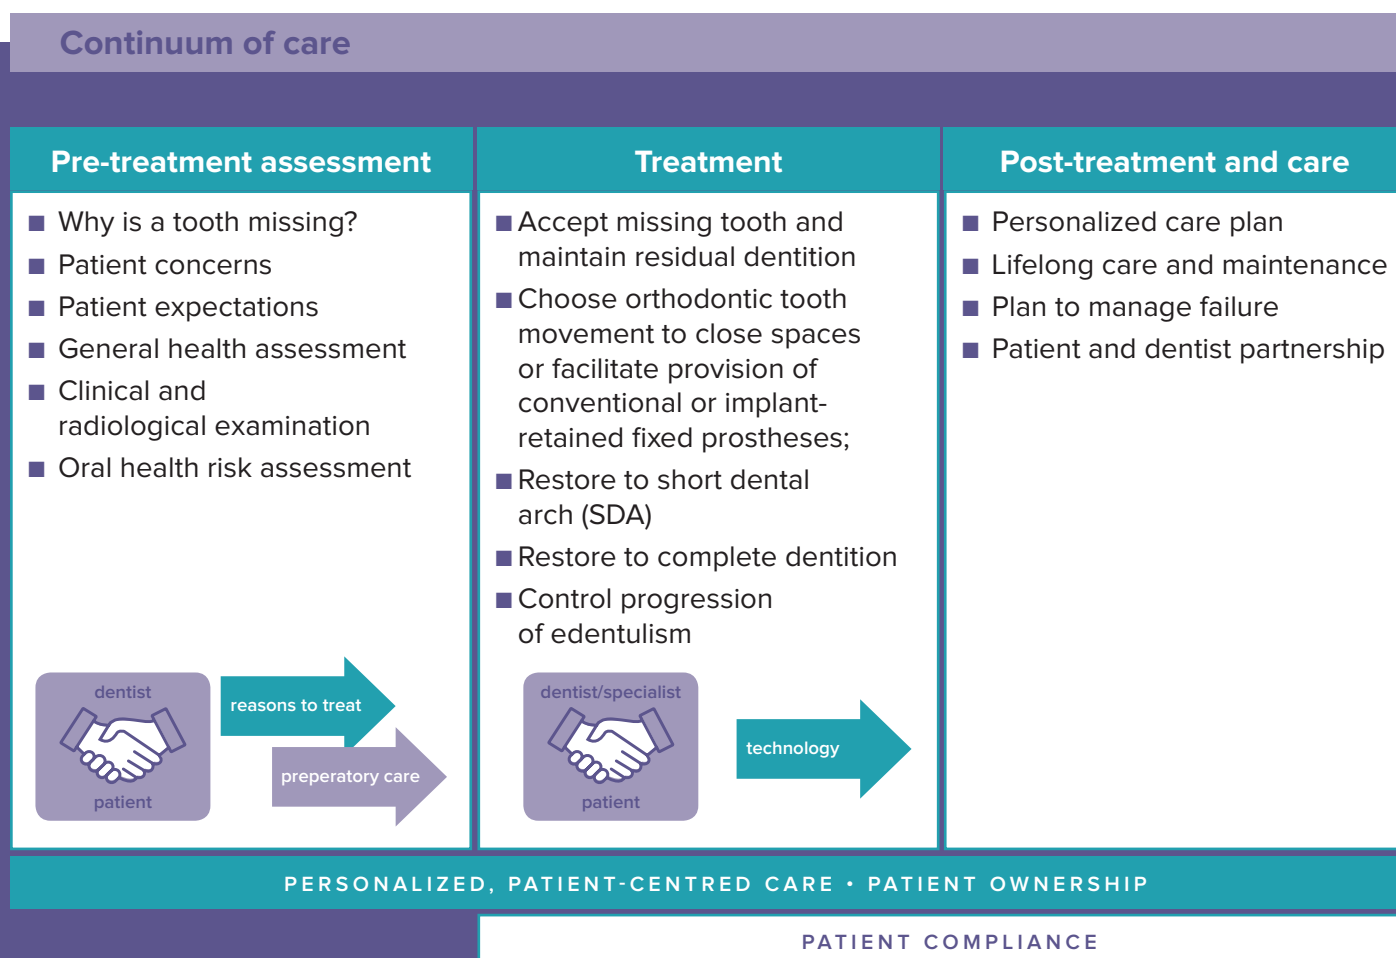 Continuum of care
Pre-treatment assessment
■ Why is a tooth missing?
■ Patient concerns
■ Patient expectations
■ General health assessment
■ Clinical and
radiological examination
■ Oral health risk assessment
dentist
patient
reasons to treat
preperatory care
Treatment
■ Accept missing tooth and
maintain residual dentition
■ Choose orthodontic tooth
movement to close spaces
or facilitate provision of
conventional or implant-
retained fixed prostheses;
■ Restore to short dental
arch (SDA)
■ Restore to complete dentition
■ Control progression
of edentulism
dentist/specialist
patient
technology
Post-treatment and care
■ Personalized care plan
■ Lifelong care and maintenance
■ Plan to manage failure
■ Patient and dentist partnership
PERSONALIZED, PATIENT-CENTRED CARE • PATIENT OWNERSHIP
PATIENT COMPLIANCE